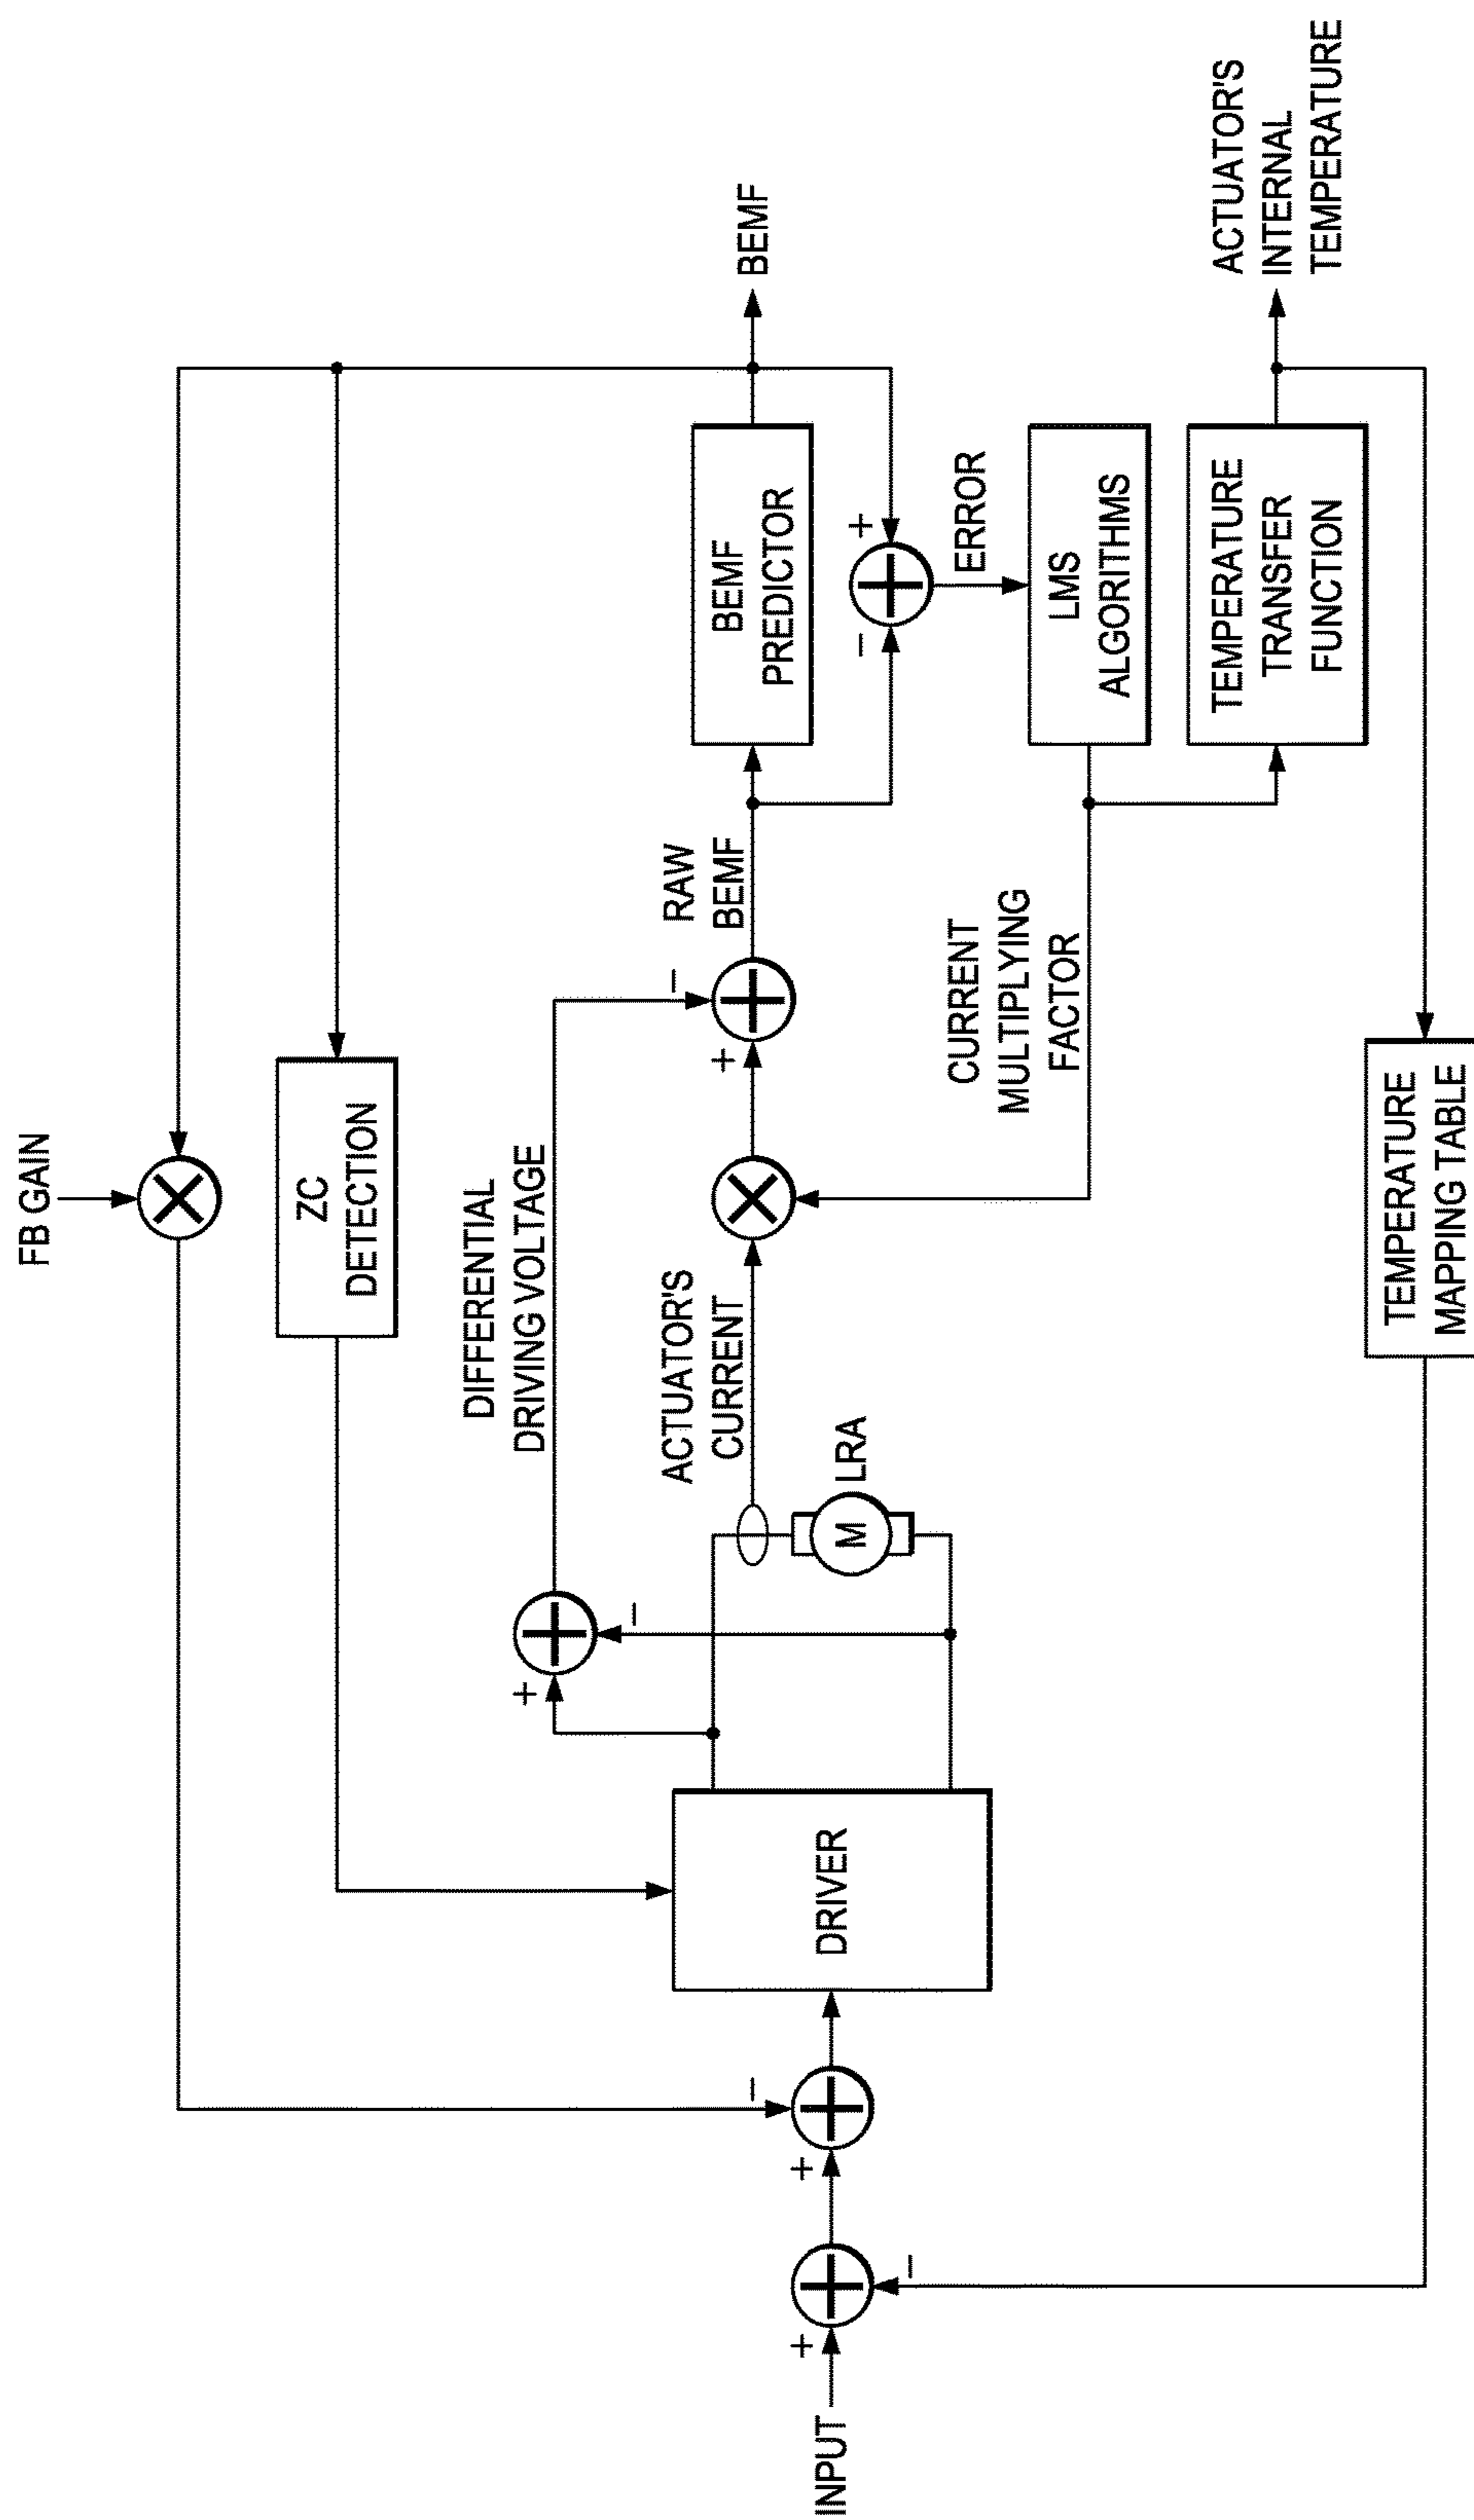 FB GAIN
ZC
DETECTION
DIFFERENTIAL
DRIVING VOLTAGE
ACTUATOR'S
CURRENT
RAW
BEMF
BEMF
PREDICTOR
BEMF
INPUT
+
-
+
-
DRIVER
+
-
M
LRA
+
-
-
+
ERROR
CURRENT
MULTIPLYING
FACTOR
LMS
ALGORITHMS
TEMPERATURE
TRANSFER
FUNCTION
ACTUATOR'S
INTERNAL
TEMPERATURE
TEMPERATURE
MAPPING TABLE